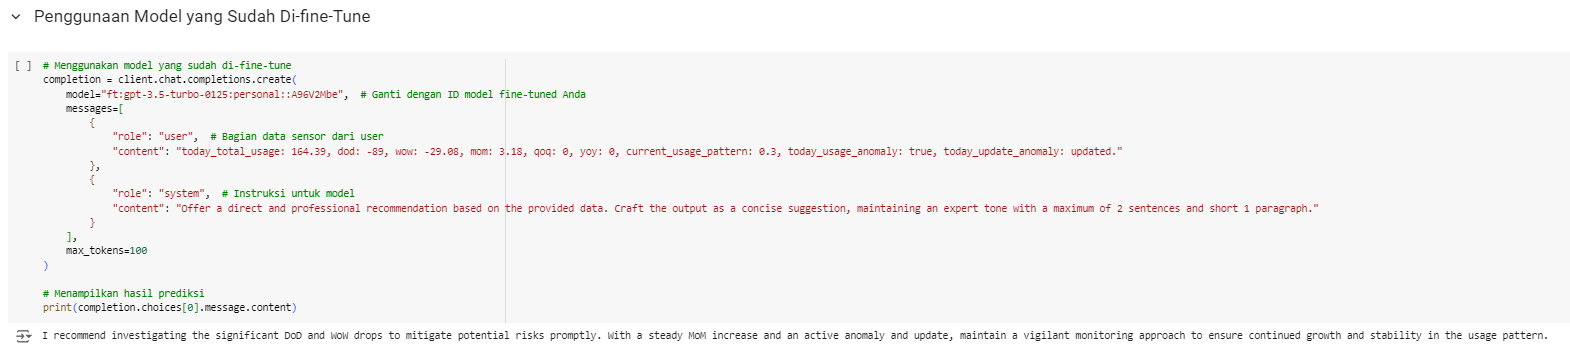 Penggunaan Model yang Sudah Di-fine-Tune
[ ] # Menggunakan model yang sudah di-fine-tune
completion = client.chat.completions.create(
model="ft:gpt-3.5-turbo-0125:personal::A96V2Mbe", # Ganti dengan ID model fine-tuned Anda
messages=[
{
"role": "user", # Bagian data sensor dari user
"content": "today_total_usage: 164.39, dod: -89, wow: -29.08, mom: 3.18, qoq: 0, yoy: 0, current_usage_pattern: 0.3, today_usage_anomaly: true, today_update_anomaly: updated."
},
{
"role": "system", # Instruksi untuk model
"content": "Offer a direct and professional recommendation based on the provided data. Craft the output as a concise suggestion, maintaining an expert tone with a maximum of 2 sentences and short 1 paragraph."
}
],
max_tokens=100
)
# Menampilkan hasil prediksi
print(completion.choices[0].message.content)
I recommend investigating the significant DoD and WoW drops to mitigate potential risks promptly. With a steady MoM increase and an active anomaly and update, maintain a vigilant monitoring approach to ensure continued growth and stability in the usage pattern.